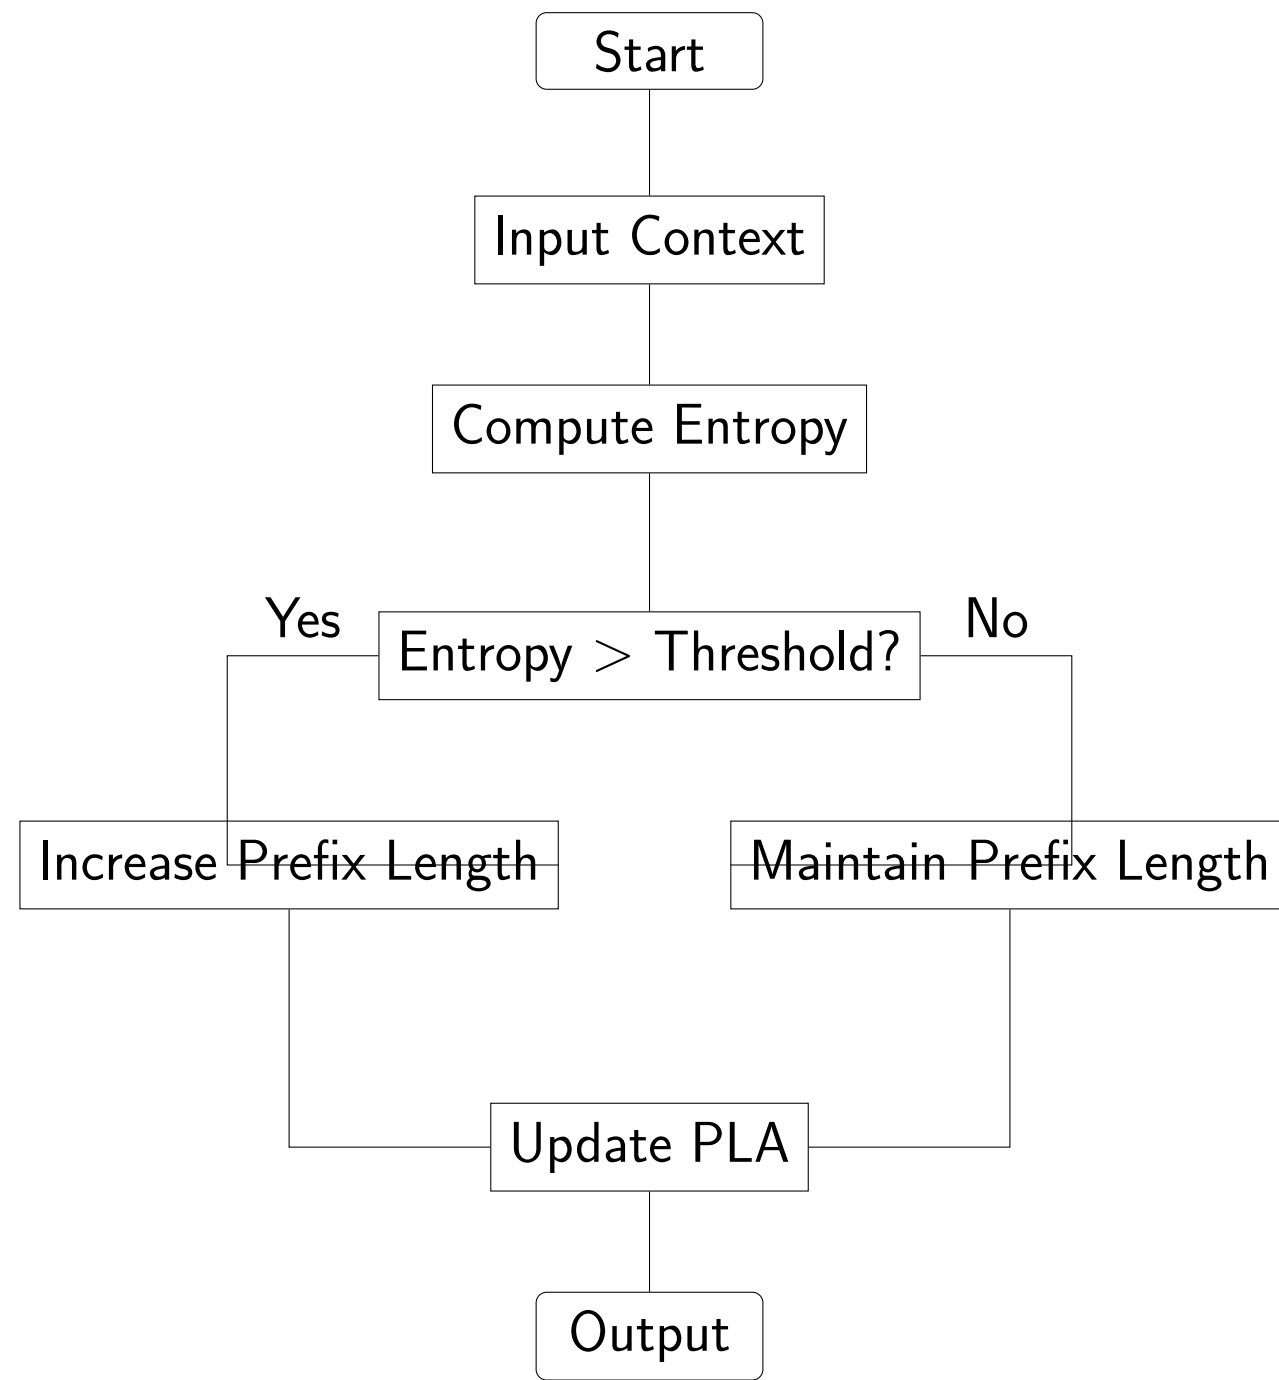 Start
Input Context
Compute Entropy
Yes
Entropy > Threshold?
No
Increase Prefix Length
Maintain Prefix Length
Update PLA
Output